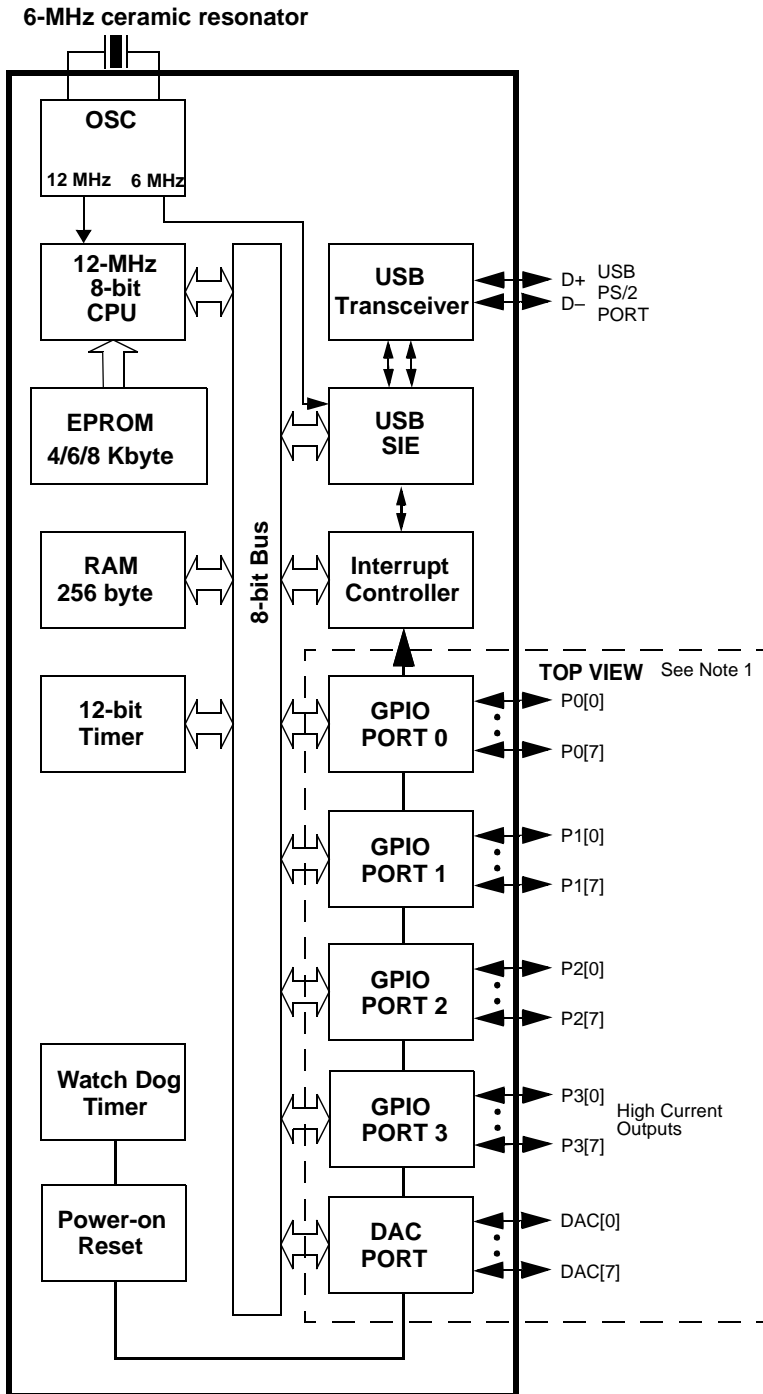 6-MHz ceramic resonator
OSC
12 MHz 6 MHz
12-MHz
8-bit
CPU
USB
Transceiver
D+
D–
USB
PS/2
PORT
EPROM
4/6/8 Kbyte
USB
SIE
8-bit Bus
RAM
256 byte
Interrupt
Controller
TOP VIEW See Note 1
12-bit
Timer
GPIO
PORT 0
P0[0]
P0[7]
GPIO
PORT 1
P1[0]
P1[7]
GPIO
PORT 2
P2[0]
P2[7]
Watch Dog
Timer
GPIO
PORT 3
P3[0]
P3[7]
High Current
Outputs
Power-on
Reset
DAC
PORT
DAC[0]
DAC[7]